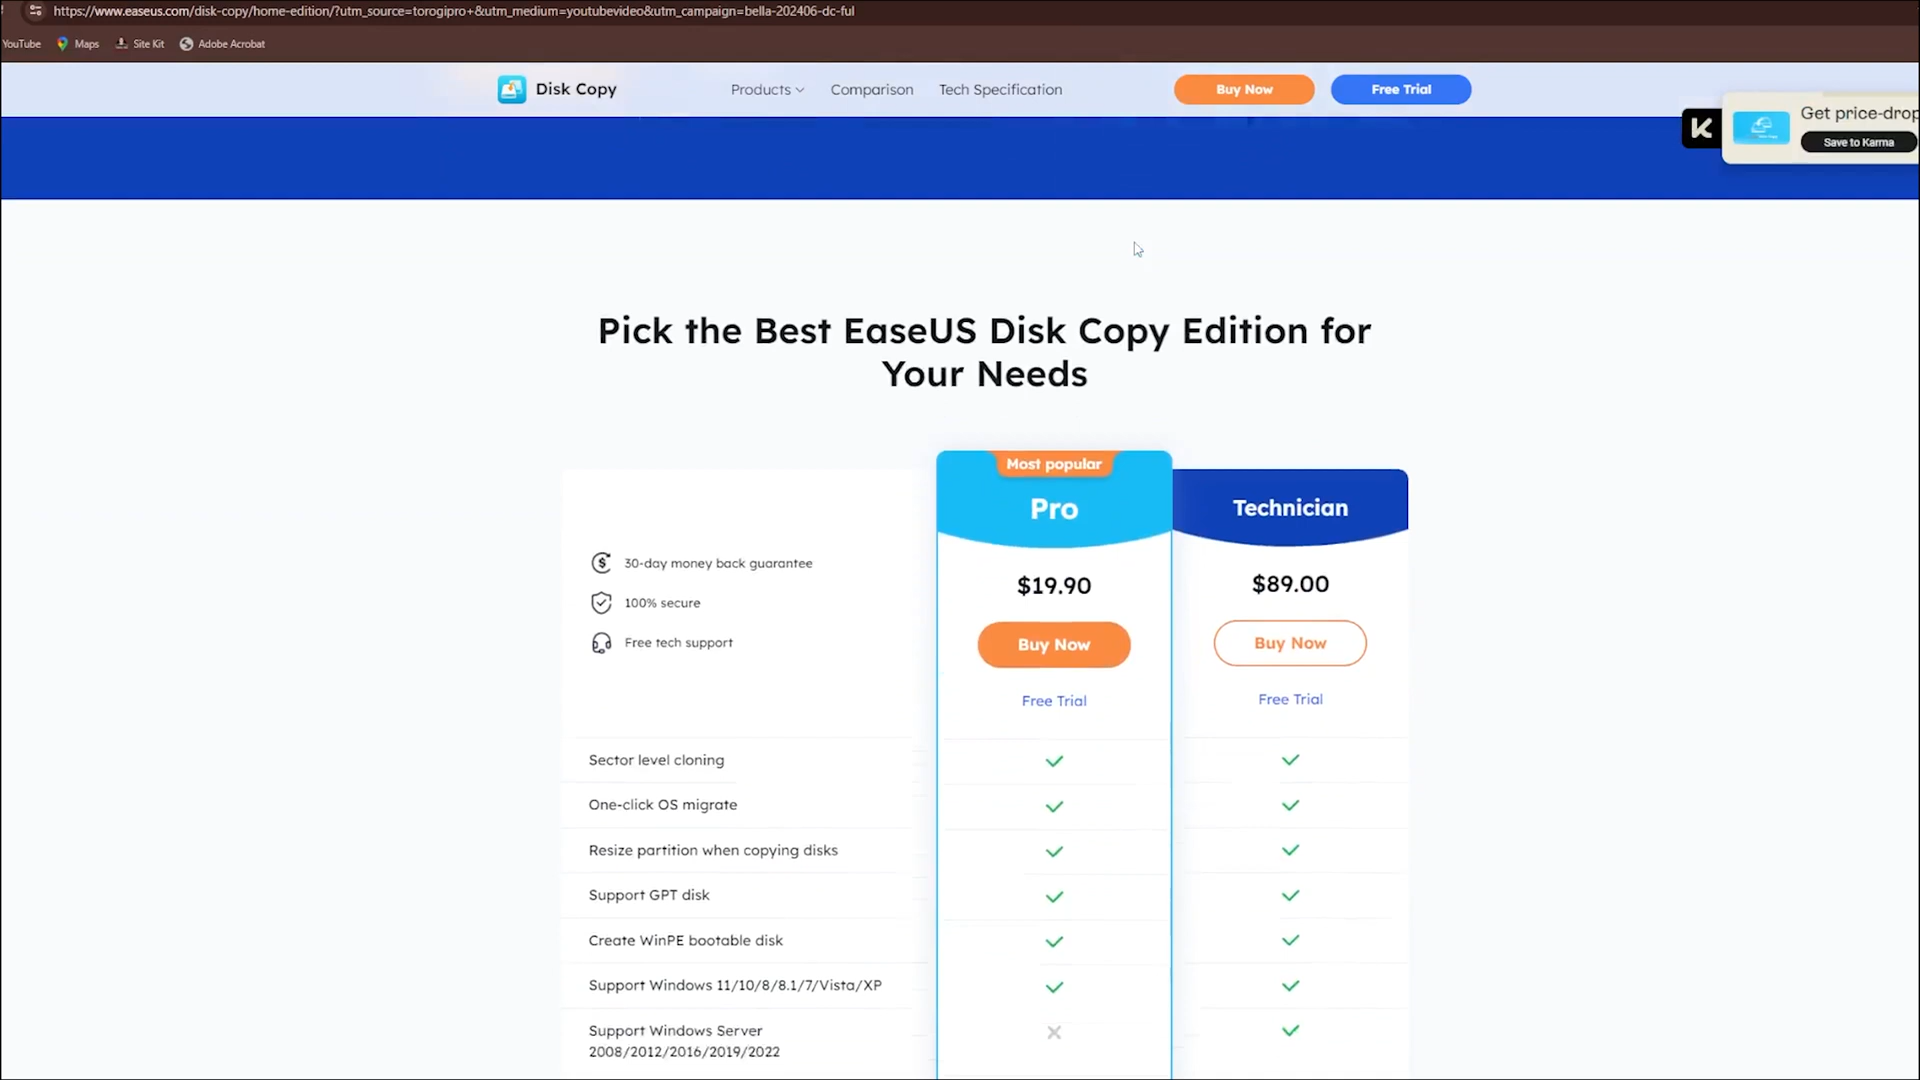 https://www.easeus.com/disk-copy/home-edition/?utm_source=torogipro+&utm_medium=youtubevideo&utm_campaign=bella-202406-dc-ful
YouTube Maps Site Kit Adobe Acrobat
Disk Copy Products Comparison Tech Specification Buy Now Free Trial
Get price-drop
Save to Karma
Pick the Best EaseUS Disk Copy Edition for
Your Needs
Most popular
Pro Technician
30-day money back guarantee
100% secure
Free tech support
$19.90 $89.00
Buy Now Buy Now
Free Trial Free Trial
Sector level cloning
One-click OS migrate
Resize partition when copying disks
Support GPT disk
Create WinPE bootable disk
Support Windows 11/10/8/8.1/7/Vista/XP
Support Windows Server
2008/2012/2016/2019/2022